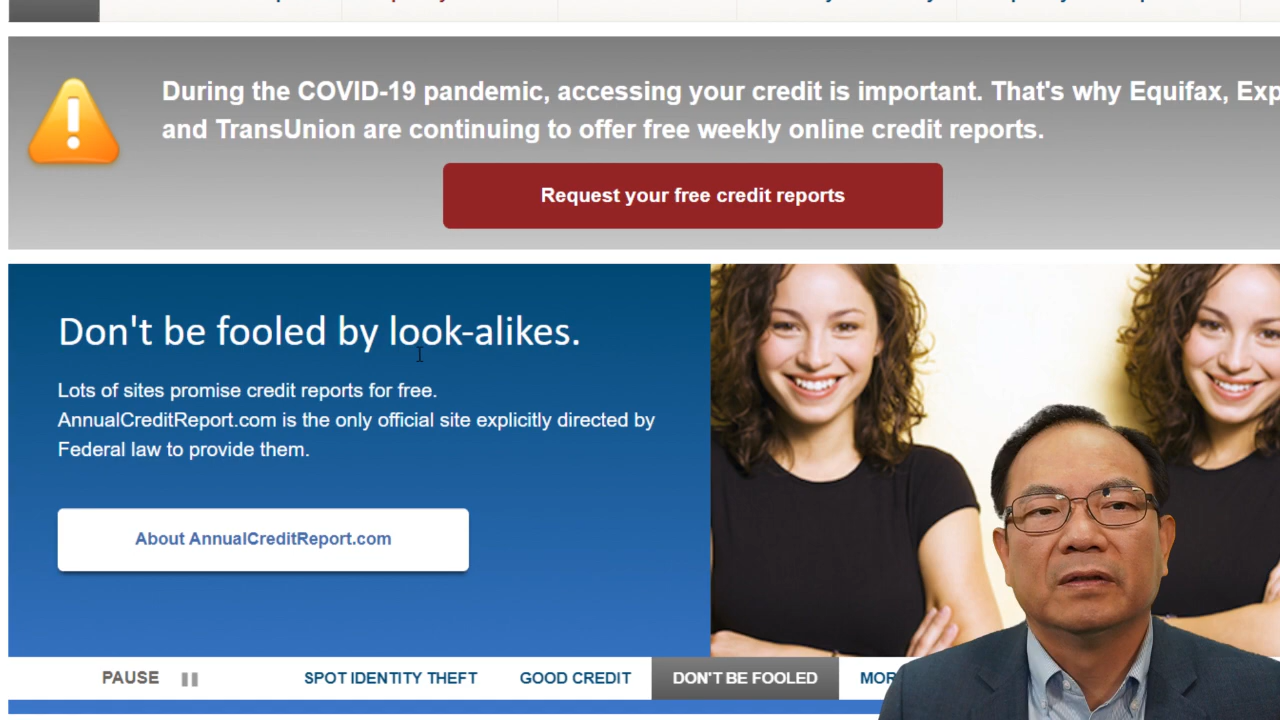 During the COVID-19 pandemic, accessing your credit is important. That's why Equifax,
and TransUnion are continuing to offer free weekly online credit reports.
Request your free credit reports
Don't be fooled by look-alikes.
Lots of sites promise credit reports for free.
AnnualCreditReport.com is the only official site explicitly directed by
Federal law to provide them.
About AnnualCreditReport.com
PAUSE SPOT IDENTITY THEFT GOOD CREDIT DON'T BE FOOLED